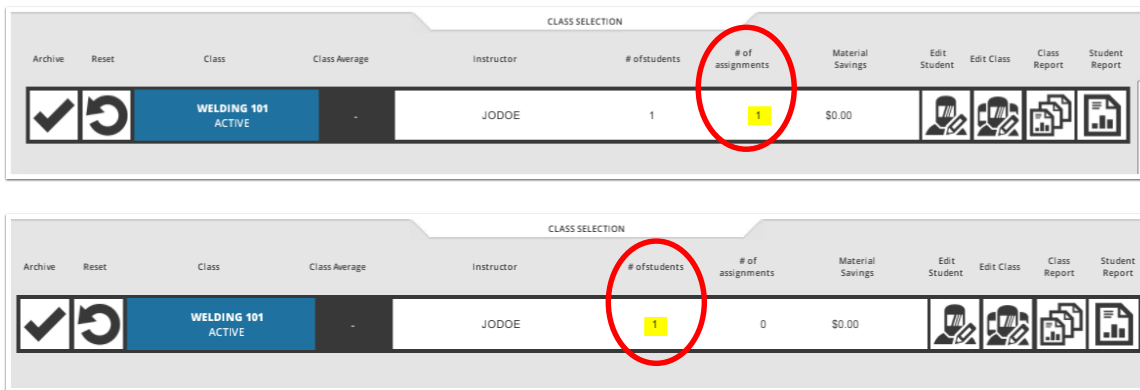 CLASS SELECTION
Archive Reset Class Class Average Instructor # ofstudents # of assignments Material Savings Edit Student Edit Class Class Report Student Report
WELDING 101
ACTIVE
- JODOE 1 1 $0.00
CLASS SELECTION
Archive Reset Class Class Average Instructor # ofstudents # of assignments Material Savings Edit Student Edit Class Class Report Student Report
WELDING 101
ACTIVE
- JODOE 1 0 $0.00